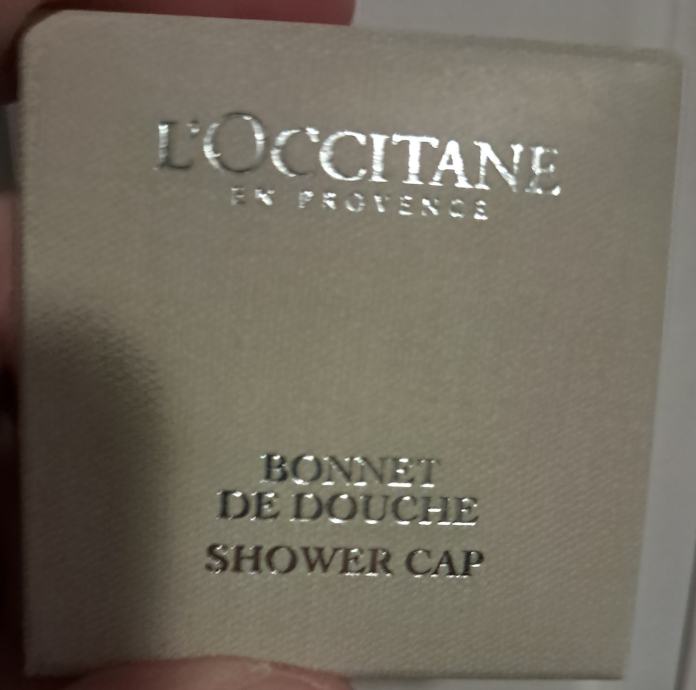 L'OCCITANE
EN PROVENCE
BONNET
DE DOUCHE
SHOWER CAP